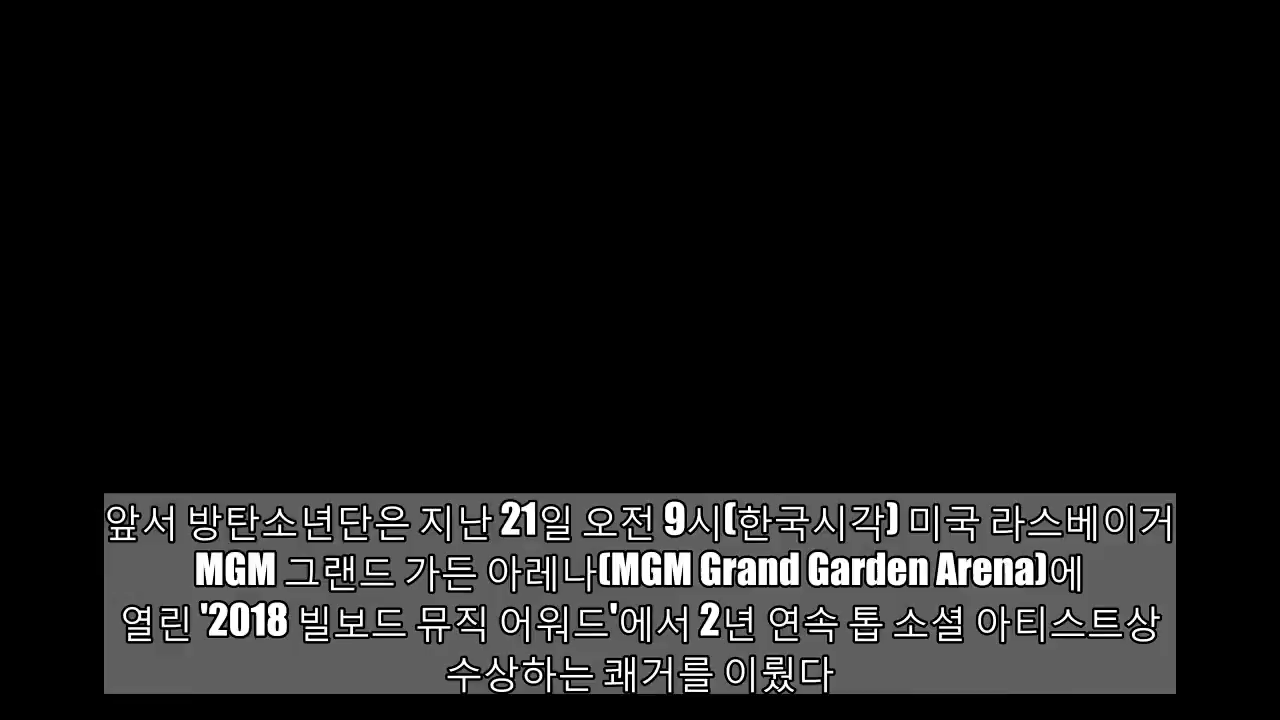 앞서 방탄소년단은 지난 21일 오전 9시(한국시각) 미국 라스베이거
MGM 그랜드 가든 아레나(MGM Grand Garden Arena)에
열린 '2018 빌보드 뮤직 어워드'에서 2년 연속 톱 소셜 아티스트상
수상하는 쾌거를 이뤘다